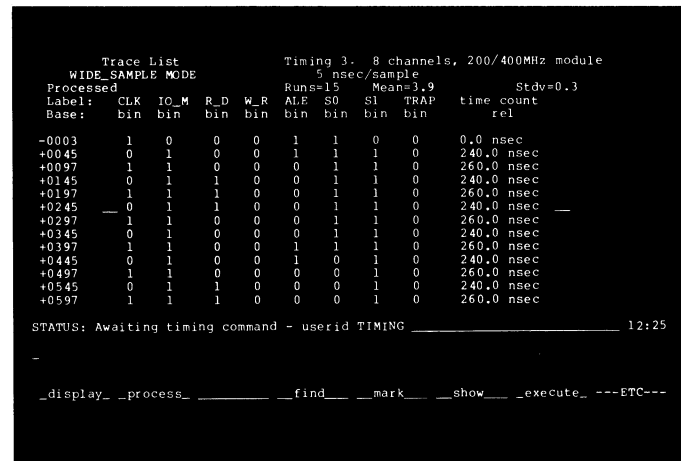 Trace List Timing 3. 8 channels, 200/400MHz module
WIDE_SAMPLE MODE 5 nsec/sample
Processed Runs=15 Mean=3.9 Stdv=0.3
Label: CLK IO_M R_D W_R ALE S0 S1 TRAP time count
Base: bin bin bin bin bin bin bin bin rel
-0003 1 0 0 0 1 1 0 0 0.0 nsec
+0045 0 1 0 0 1 1 1 0 240.0 nsec
+0097 1 1 0 0 0 1 1 0 260.0 nsec
+0145 0 1 1 0 0 1 1 0 240.0 nsec
+0197 1 1 1 0 0 1 1 0 260.0 nsec
+0245 __ 0 1 1 0 0 1 1 0 240.0 nsec __
+0297 1 1 0 0 0 1 1 0 260.0 nsec
+0345 0 1 0 0 0 1 1 0 240.0 nsec
+0397 1 1 0 0 1 1 1 0 260.0 nsec
+0445 0 1 0 0 1 0 1 0 240.0 nsec
+0497 1 1 0 0 0 0 1 0 260.0 nsec
+0545 0 1 1 0 0 0 1 0 240.0 nsec
+0597 1 1 1 0 0 0 1 0 260.0 nsec
STATUS: Awaiting timing command - userid TIMING ______________________ 12:25
_display_ _process_ _________ __find___ __mark___ __show___ _execute_ ---ETC---